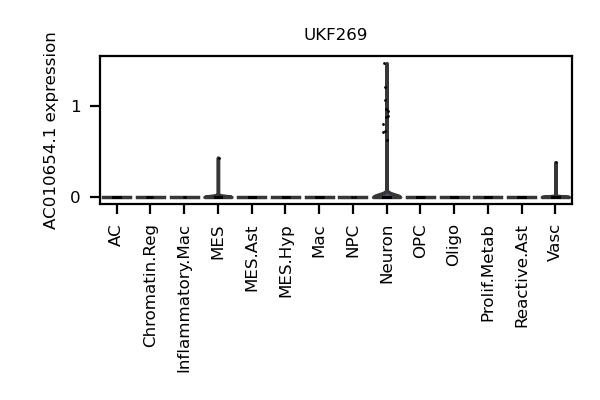 UKF269
AC010654.1 expression
1
0
AC
Chromatin.Reg
Inflammatory.Mac
MES
MES.Ast
MES.Hyp
Mac
NPC
Neuron
OPC
Oligo
Prolif.Metab
Reactive.Ast
Vasc